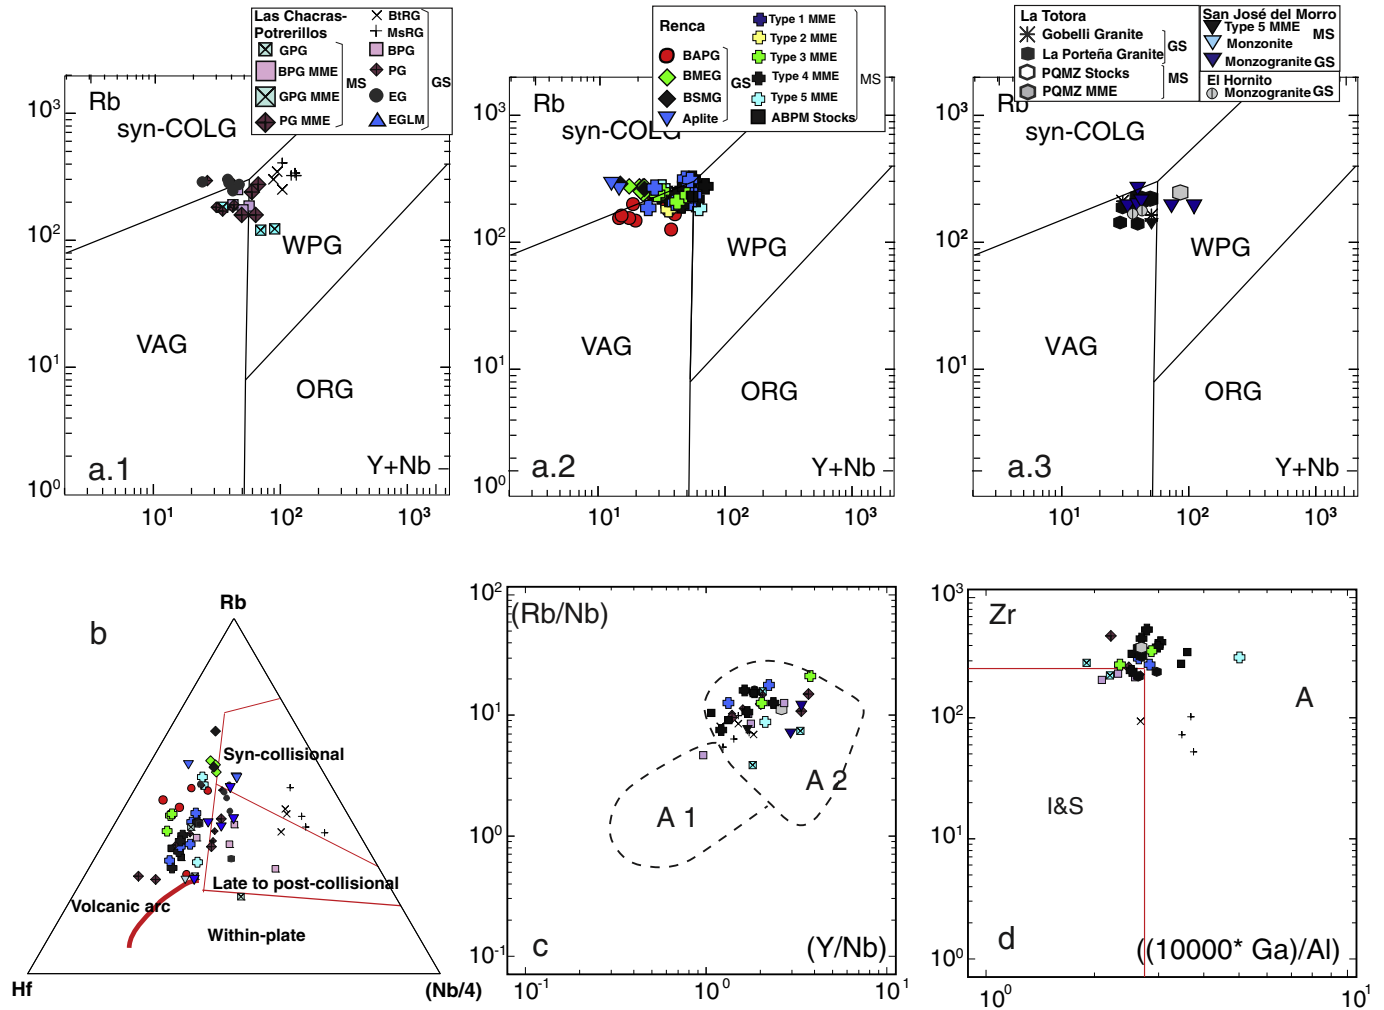 Las Chacras-
Potrerillos
GPG
BPG MME
GPG MME
PG MME
MS
BtRG
MsRG
BPG
PG
EG
EGLM
GS
Rb
syn-COLG
WPG
VAG
ORG
a.1
Y+Nb
10³
10²
10¹
10⁰
10¹
10²
10³
Renca
BAPG
BMEG
BSMG
Aplite
GS
Type 1 MME
Type 2 MME
Type 3 MME
Type 4 MME
Type 5 MME
ABPM Stocks
MS
Rb
syn-COLG
WPG
VAG
ORG
a.2
Y+Nb
10³
10²
10¹
10⁰
10¹
10²
10³
La Totora
Gobelli Granite
La Porteña Granite
GS
PQMZ Stocks
PQMZ MME
MS
San José del Morro
Type 5 MME
MS
Monzonite
Monzogranite GS
El Hornito
Monzogranite GS
Rb
syn-COLG
WPG
VAG
ORG
a.3
Y+Nb
10³
10²
10¹
10⁰
10¹
10²
10³
b
Rb
Syn-collisional
Late to post-collisional
Volcanic arc
Within-plate
Hf
(Nb/4)
(Rb/Nb)
A 1
A 2
c
(Y/Nb)
10²
10¹
10⁰
10⁻¹
10⁻¹
10⁰
10¹
Zr
A
I&S
d
((10000* Ga)/Al)
10³
10²
10¹
10⁰
10⁰
10¹